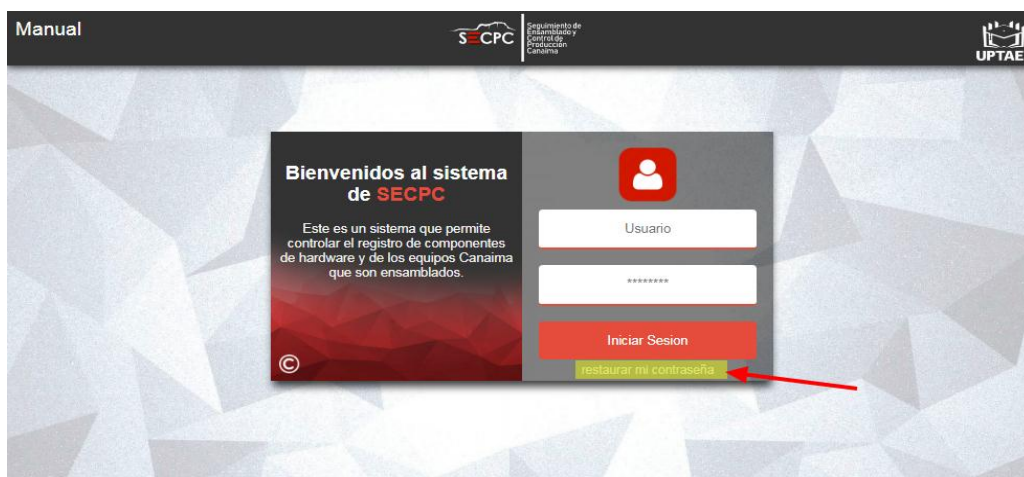 Manual
SECPC
Seguimiento de
Ensamblado y
Control de
Producción
Canaima
UPTAE
Bienvenidos al sistema
de SECPC
Este es un sistema que permite
controlar el registro de componentes
de hardware y de los equipos Canaima
que son ensamblados.
©
Usuario
********
Iniciar Sesion
restaurar mi contraseña